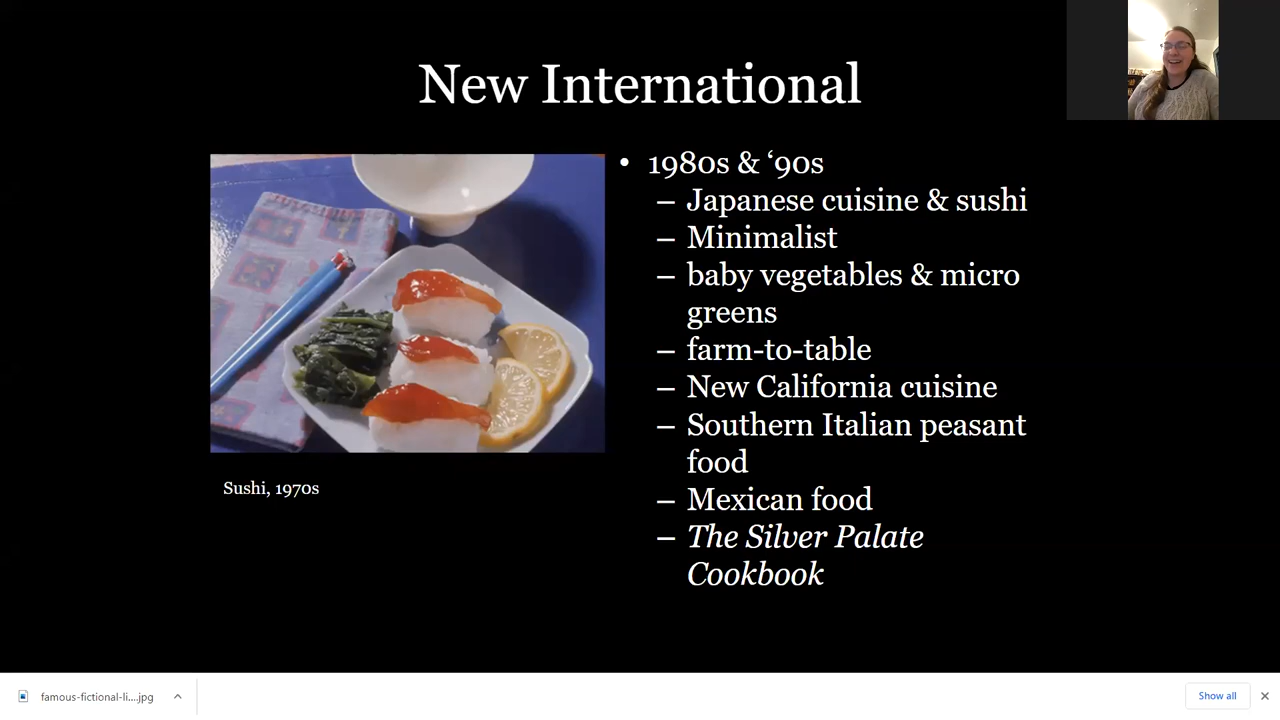 New International
• 1980s & ‘90s
– Japanese cuisine & sushi
– Minimalist
– baby vegetables & micro
greens
– farm-to-table
– New California cuisine
– Southern Italian peasant
food
– Mexican food
– The Silver Palate
Cookbook
Sushi, 1970s
famous-fictional-li....jpg
Show all